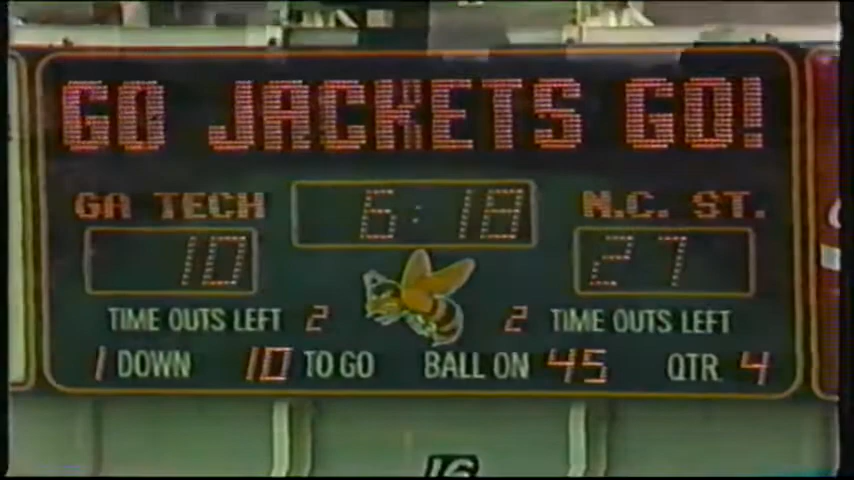 GO JACKETS GO!
GA TECH 6:18 N.C. ST.
10 27
TIME OUTS LEFT 2 2 TIME OUTS LEFT
1 DOWN 10 TO GO BALL ON 45 QTR. 4
16